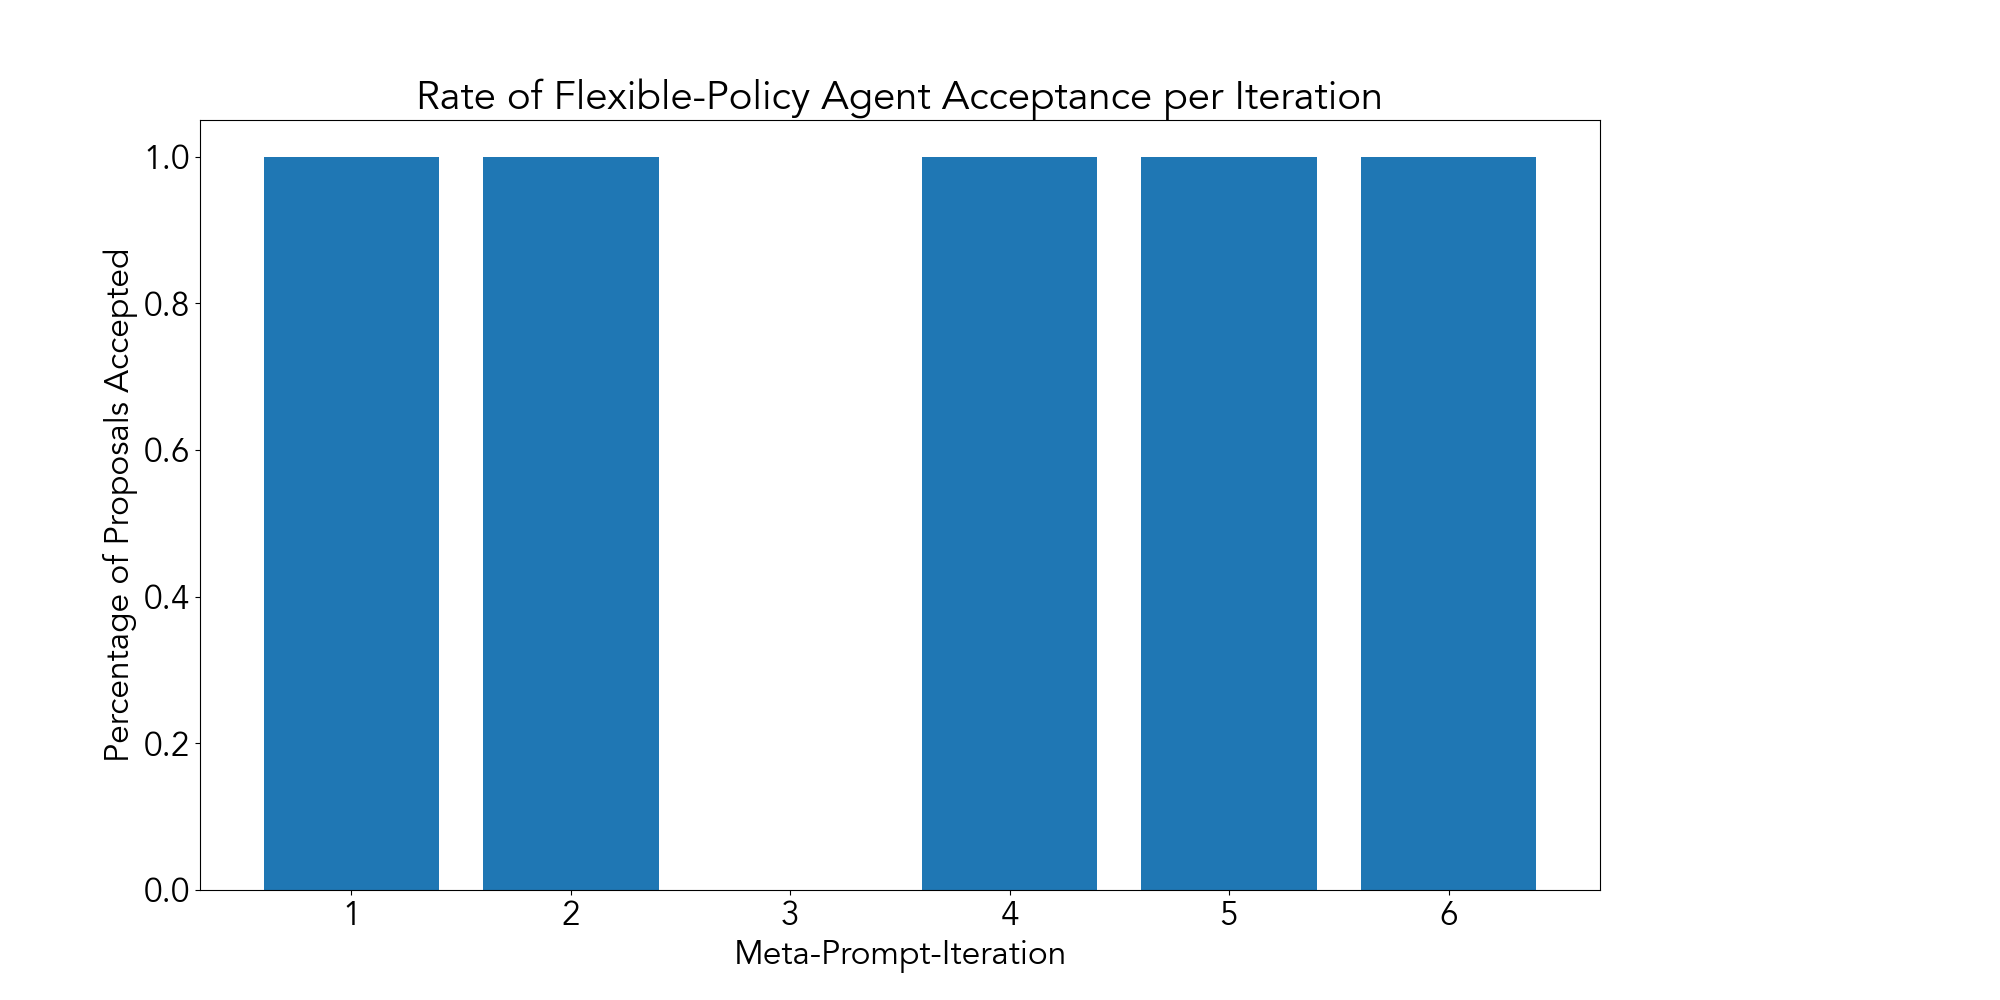 Rate of Flexible-Policy Agent Acceptance per Iteration
Percentage of Proposals Accepted
1.0
0.8
0.6
0.4
0.2
0.0
1 2 3 4 5 6
Meta-Prompt-Iteration